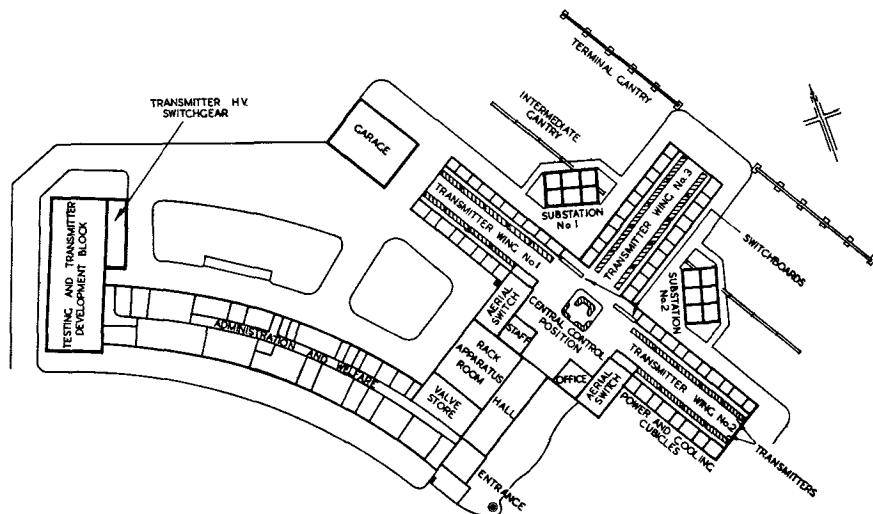 TERMINAL GANTRY
TRANSMITTER H.V.
SWITCHGEAR
INTERMEDIATE
GANTRY
GARAGE
TRANSMITTER WING No.1
SUBSTATION
No 1
TRANSMITTER WING No.3
SWITCHBOARDS
SUBSTATION
No.2
TESTING AND TRANSMITTER
DEVELOPMENT BLOCK
AERIAL
SWITCH
STAFF
CENTRAL CONTROL
POSITION
ADMINISTRATION AND WELFARE
RACK
APPARATUS
ROOM
VALVE
STORE
HALL
OFFICE
AERIAL
SWITCH
TRANSMITTER WING No.2
POWER AND COOLING
CUBICLES
TRANSMITTERS
ENTRANCE